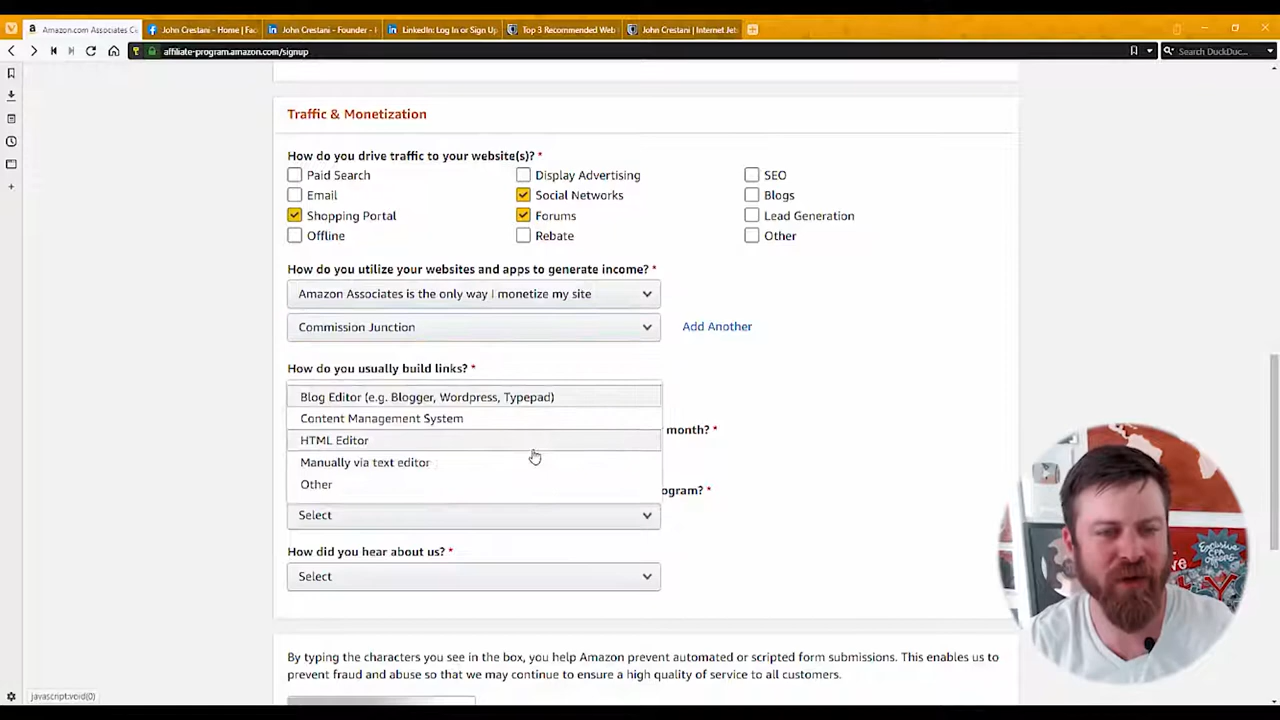 Amazon.com Associates Ce
John Crestani - Home | Fac
John Crestani - Founder - I
LinkedIn: Log In or Sign Up
Top 3 Recommended Web
John Crestani | Internet Jet
affiliate-program.amazon.com/signup
Search DuckDuc...
Traffic & Monetization
How do you drive traffic to your website(s)? *
Paid Search
Display Advertising
SEO
Email
Social Networks
Blogs
Shopping Portal
Forums
Lead Generation
Offline
Rebate
Other
How do you utilize your websites and apps to generate income? *
Amazon Associates is the only way I monetize my site
Commission Junction
Add Another
How do you usually build links? *
Blog Editor (e.g. Blogger, Wordpress, Typepad)
Content Management System
month? *
HTML Editor
Manually via text editor
Other
ogram? *
Select
How did you hear about us? *
Select
Exclusive
CPA
Offers
By typing the characters you see in the box, you help Amazon prevent automated or scripted form submissions. This enables us to
prevent fraud and abuse so that we may continue to ensure a high quality of service to all customers.
javascript:void(0)